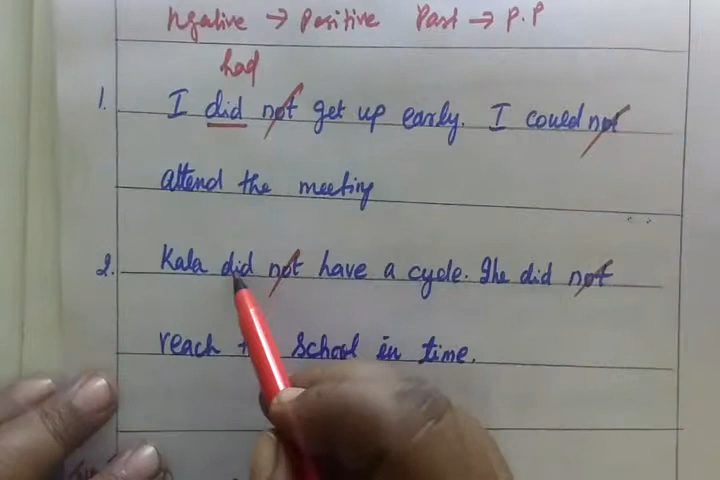 Ngative → Positive Past → P.P
had
1. I did not get up early. I could not
attend the meeting
2. Kala did not have a cycle. She did not
reach school in time.